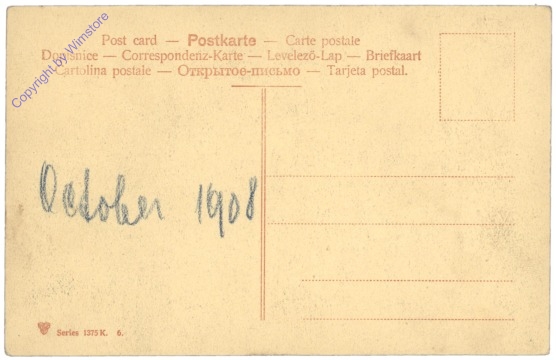 Copyright by Wimstore
Post card — Postkarte — Carte postale
Dopisnice — Correspondenz-Karte — Levelező-Lap — Briefkaart
Cartolina postale — Открытое-письмо — Tarjeta postal.
October 1908
Series 1375 K. 6.